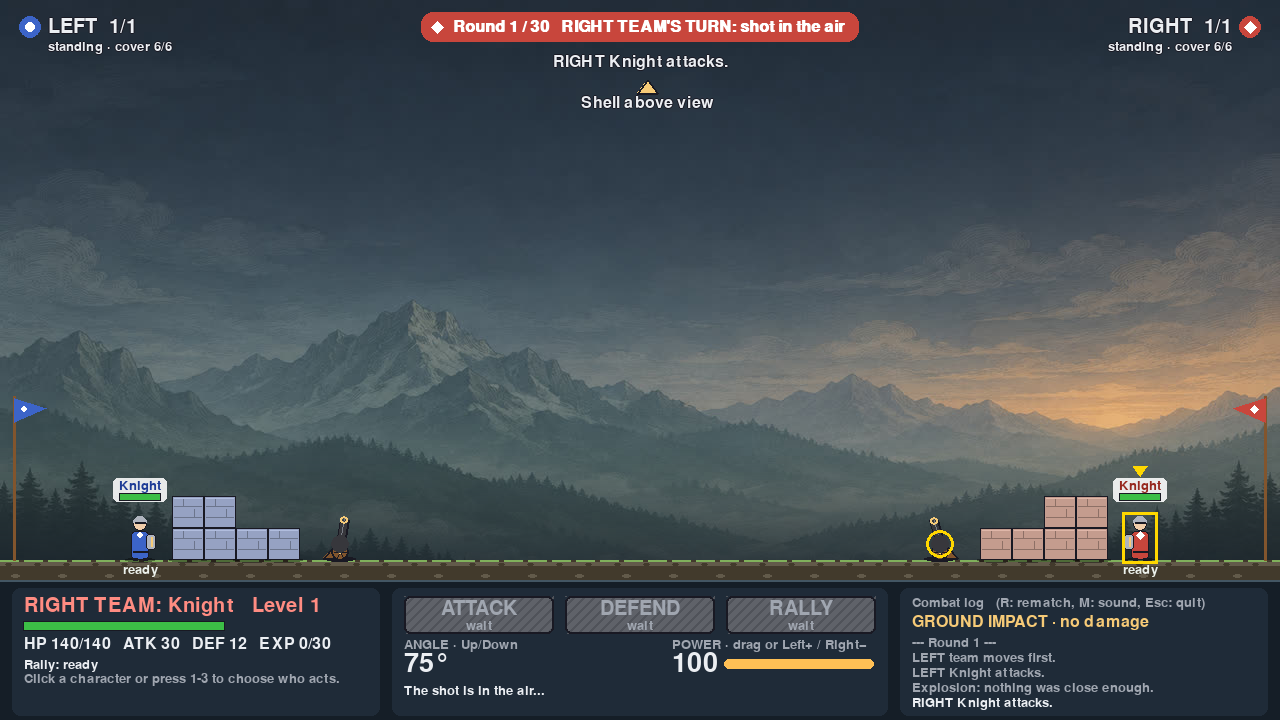 LEFT 1/1
standing · cover 6/6
Round 1 / 30 RIGHT TEAM'S TURN: shot in the air
RIGHT 1/1
standing · cover 6/6
RIGHT Knight attacks.
Shell above view
Knight
Knight
ready
ready
RIGHT TEAM: Knight Level 1
HP 140/140 ATK 30 DEF 12 EXP 0/30
Rally: ready
Click a character or press 1-3 to choose who acts.
ATTACK
wait
DEFEND
wait
RALLY
wait
ANGLE · Up/Down
75°
POWER · drag or Left+ / Right–
100
The shot is in the air...
Combat log (R: rematch, M: sound, Esc: quit)
GROUND IMPACT · no damage
--- Round 1 ---
LEFT team moves first.
LEFT Knight attacks.
Explosion: nothing was close enough.
RIGHT Knight attacks.